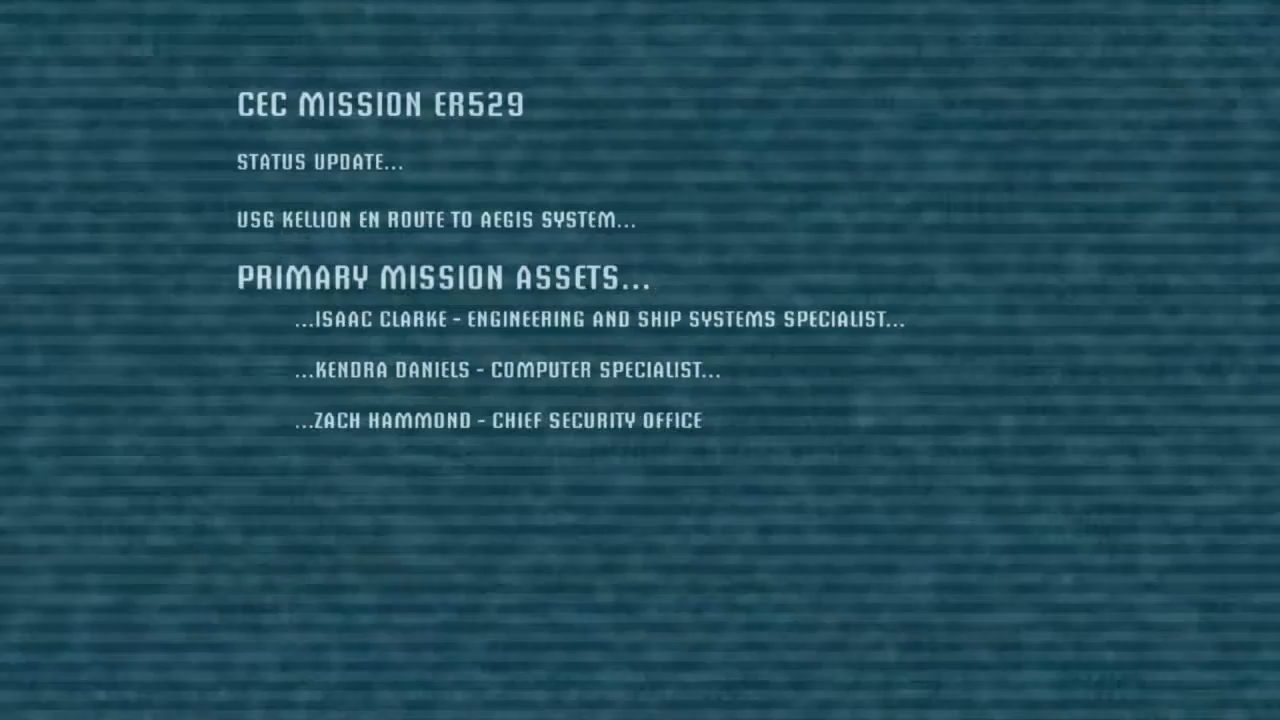 CEC MISSION ER529
STATUS UPDATE...
USG KELLION EN ROUTE TO AEGIS SYSTEM...
PRIMARY MISSION ASSETS...
...ISAAC CLARKE - ENGINEERING AND SHIP SYSTEMS SPECIALIST...
...KENDRA DANIELS - COMPUTER SPECIALIST...
...ZACH HAMMOND - CHIEF SECURITY OFFICE